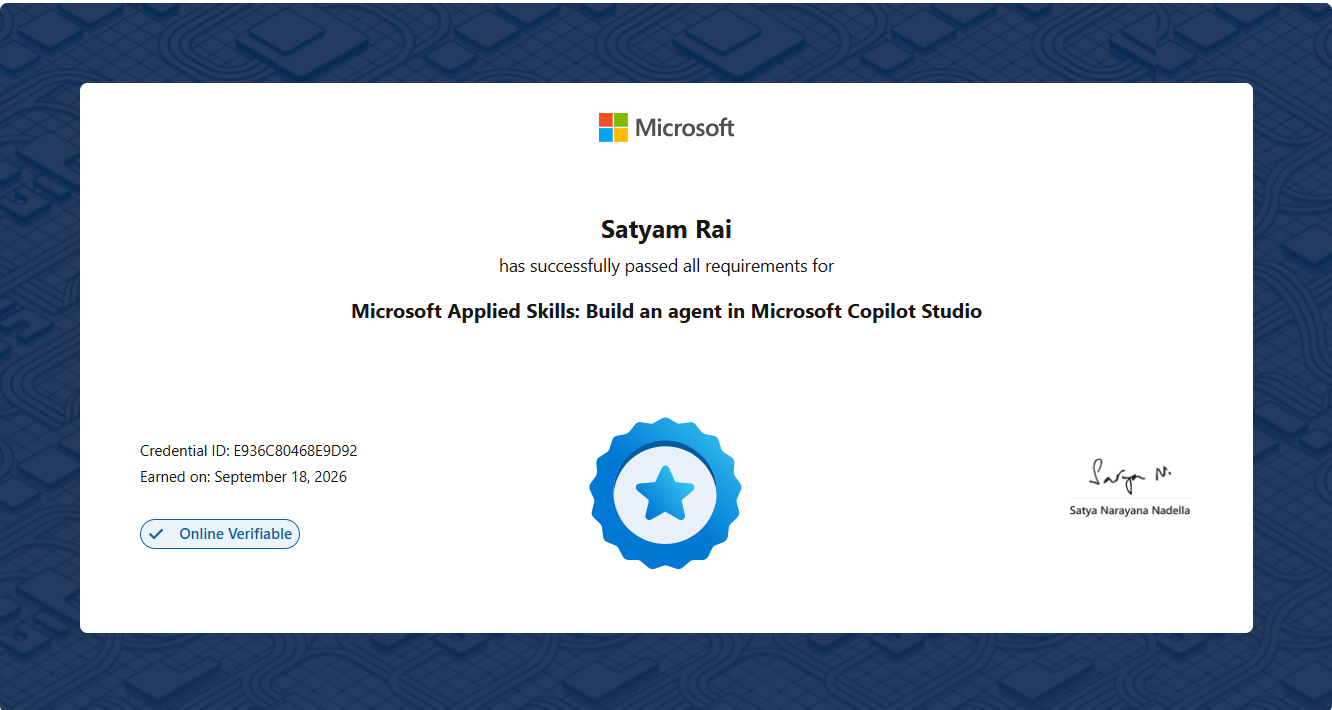 Microsoft
Satyam Rai
has successfully passed all requirements for
Microsoft Applied Skills: Build an agent in Microsoft Copilot Studio
Credential ID: E936C80468E9D92
Earned on: September 18, 2026
Online Verifiable
Satya N.
Satya Narayana Nadella